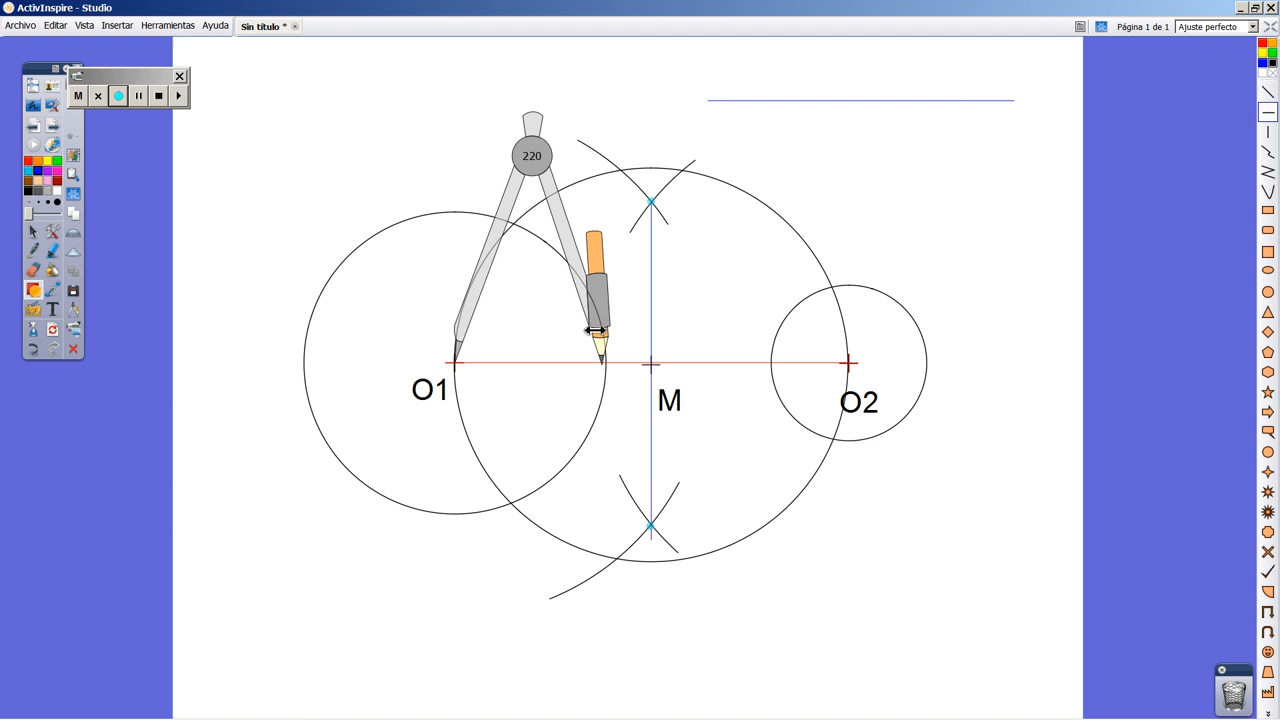 ActivInspire - Studio
Archivo Editar Vista Insertar Herramientas Ayuda Sin título * Página 1 de 1 Ajuste perfecto
M
220
O1
M
O2
T